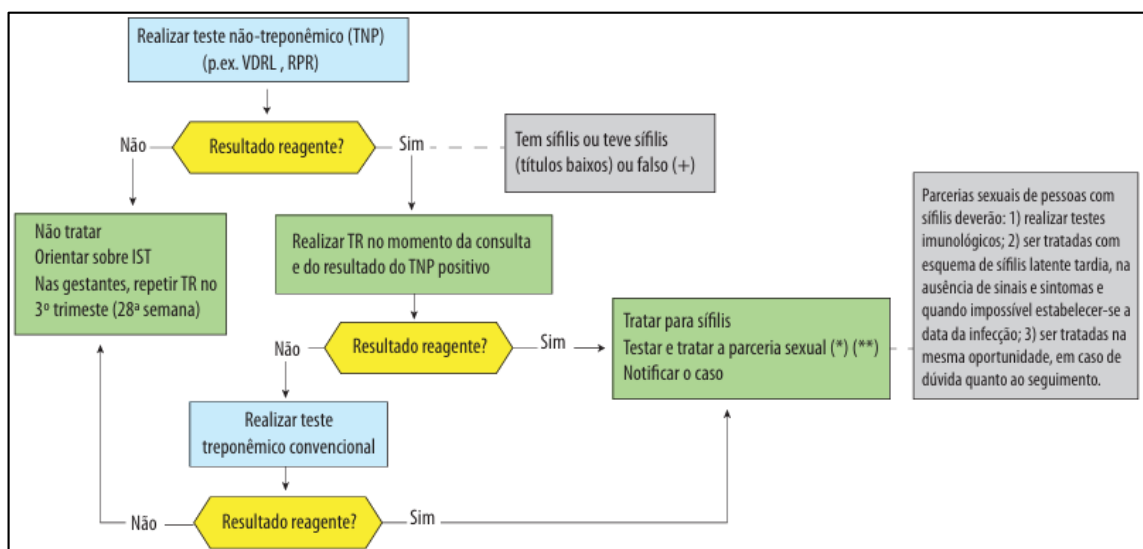 Realizar teste não-treponêmico (TNP)
(p.ex. VDRL , RPR)
Não
Resultado reagente?
Sim
Tem sífilis ou teve sífilis
(títulos baixos) ou falso (+)
Não tratar
Orientar sobre IST
Nas gestantes, repetir TR no
3º trimeste (28ª semana)
Realizar TR no momento da consulta
e do resultado do TNP positivo
Parcerias sexuais de pessoas com
sífilis deverão: 1) realizar testes
imunológicos; 2) ser tratadas com
esquema de sífilis latente tardia, na
ausência de sinais e sintomas e
quando impossível estabelecer-se a
data da infecção; 3) ser tratadas na
mesma oportunidade, em caso de
dúvida quanto ao seguimento.
Não
Resultado reagente?
Sim
Tratar para sífilis
Testar e tratar a parceria sexual (*) (**)
Notificar o caso
Realizar teste
treponêmico convencional
Não
Resultado reagente?
Sim